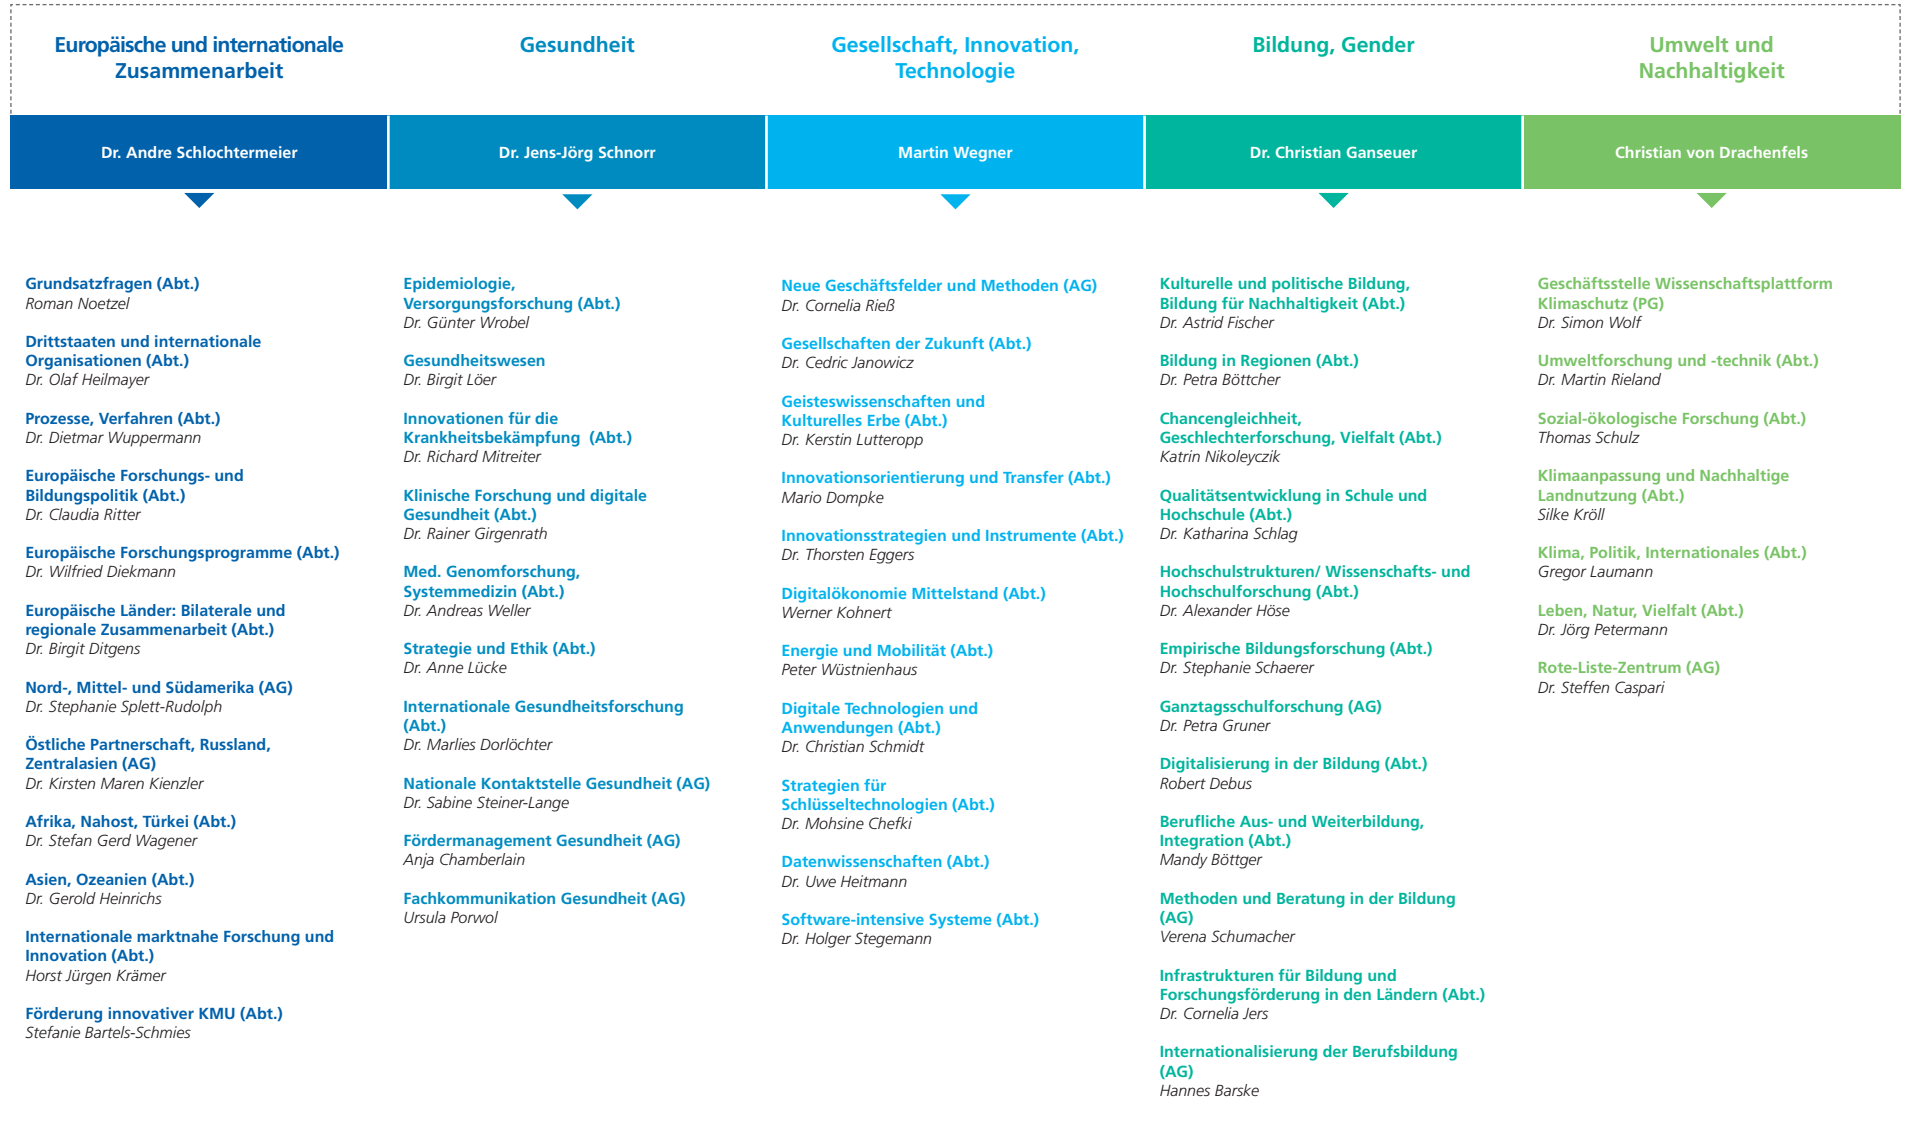 Europäische und internationale
Zusammenarbeit
Dr. Andre Schlochtermeier
Grundsatzfragen (Abt.)
Roman Noetzel
Drittstaaten und internationale
Organisationen (Abt.)
Dr. Olaf Heilmayer
Prozesse, Verfahren (Abt.)
Dr. Dietmar Wuppermann
Europäische Forschungs- und
Bildungspolitik (Abt.)
Dr. Claudia Ritter
Europäische Forschungsprogramme (Abt.)
Dr. Wilfried Diekmann
Europäische Länder: Bilaterale und
regionale Zusammenarbeit (Abt.)
Dr. Birgit Ditgens
Nord-, Mittel- und Südamerika (AG)
Dr. Stephanie Splett-Rudolph
Östliche Partnerschaft, Russland,
Zentralasien (AG)
Dr. Kirsten Maren Kienzler
Afrika, Nahost, Türkei (Abt.)
Dr. Stefan Gerd Wagener
Asien, Ozeanien (Abt.)
Dr. Gerold Heinrichs
Internationale marktnahe Forschung und
Innovation (Abt.)
Horst Jürgen Krämer
Förderung innovativer KMU (Abt.)
Stefanie Bartels-Schmies
Gesundheit
Dr. Jens-Jörg Schnorr
Epidemiologie,
Versorgungsforschung (Abt.)
Dr. Günter Wrobel
Gesundheitswesen
Dr. Birgit Löer
Innovationen für die
Krankheitsbekämpfung (Abt.)
Dr. Richard Mitreiter
Klinische Forschung und digitale
Gesundheit (Abt.)
Dr. Rainer Girgenrath
Med. Genomforschung,
Systemmedizin (Abt.)
Dr. Andreas Weller
Strategie und Ethik (Abt.)
Dr. Anne Lücke
Internationale Gesundheitsforschung
(Abt.)
Dr. Marlies Dorlöchter
Nationale Kontaktstelle Gesundheit (AG)
Dr. Sabine Steiner-Lange
Fördermanagement Gesundheit (AG)
Anja Chamberlain
Fachkommunikation Gesundheit (AG)
Ursula Porwol
Gesellschaft, Innovation,
Technologie
Martin Wegner
Neue Geschäftsfelder und Methoden (AG)
Dr. Cornelia Rieß
Gesellschaften der Zukunft (Abt.)
Dr. Cedric Janowicz
Geisteswissenschaften und
Kulturelles Erbe (Abt.)
Dr. Kerstin Lutteropp
Innovationsorientierung und Transfer (Abt.)
Mario Dompke
Innovationsstrategien und Instrumente (Abt.)
Dr. Thorsten Eggers
Digitalökonomie Mittelstand (Abt.)
Werner Kohnert
Energie und Mobilität (Abt.)
Peter Wüstnienhaus
Digitale Technologien und
Anwendungen (Abt.)
Dr. Christian Schmidt
Strategien für
Schlüsseltechnologien (Abt.)
Dr. Mohsine Chefki
Datenwissenschaften (Abt.)
Dr. Uwe Heitmann
Software-intensive Systeme (Abt.)
Dr. Holger Stegemann
Bildung, Gender
Dr. Christian Ganseuer
Kulturelle und politische Bildung,
Bildung für Nachhaltigkeit (Abt.)
Dr. Astrid Fischer
Bildung in Regionen (Abt.)
Dr. Petra Böttcher
Chancengleichheit,
Geschlechterforschung, Vielfalt (Abt.)
Katrin Nikoleyczik
Qualitätsentwicklung in Schule und
Hochschule (Abt.)
Dr. Katharina Schlag
Hochschulstrukturen/ Wissenschafts- und
Hochschulforschung (Abt.)
Dr. Alexander Höse
Empirische Bildungsforschung (Abt.)
Dr. Stephanie Schaerer
Ganztagsschulforschung (AG)
Dr. Petra Gruner
Digitalisierung in der Bildung (Abt.)
Robert Debus
Berufliche Aus- und Weiterbildung,
Integration (Abt.)
Mandy Böttger
Methoden und Beratung in der Bildung
(AG)
Verena Schumacher
Infrastrukturen für Bildung und
Forschungsförderung in den Ländern (Abt.)
Dr. Cornelia Jers
Internationalisierung der Berufsbildung
(AG)
Hannes Barske
Umwelt und
Nachhaltigkeit
Christian von Drachenfels
Geschäftsstelle Wissenschaftsplattform
Klimaschutz (PG)
Dr. Simon Wolf
Umweltforschung und -technik (Abt.)
Dr. Martin Rieland
Sozial-ökologische Forschung (Abt.)
Thomas Schulz
Klimaanpassung und Nachhaltige
Landnutzung (Abt.)
Silke Kröll
Klima, Politik, Internationales (Abt.)
Gregor Laumann
Leben, Natur, Vielfalt (Abt.)
Dr. Jörg Petermann
Rote-Liste-Zentrum (AG)
Dr. Steffen Caspari